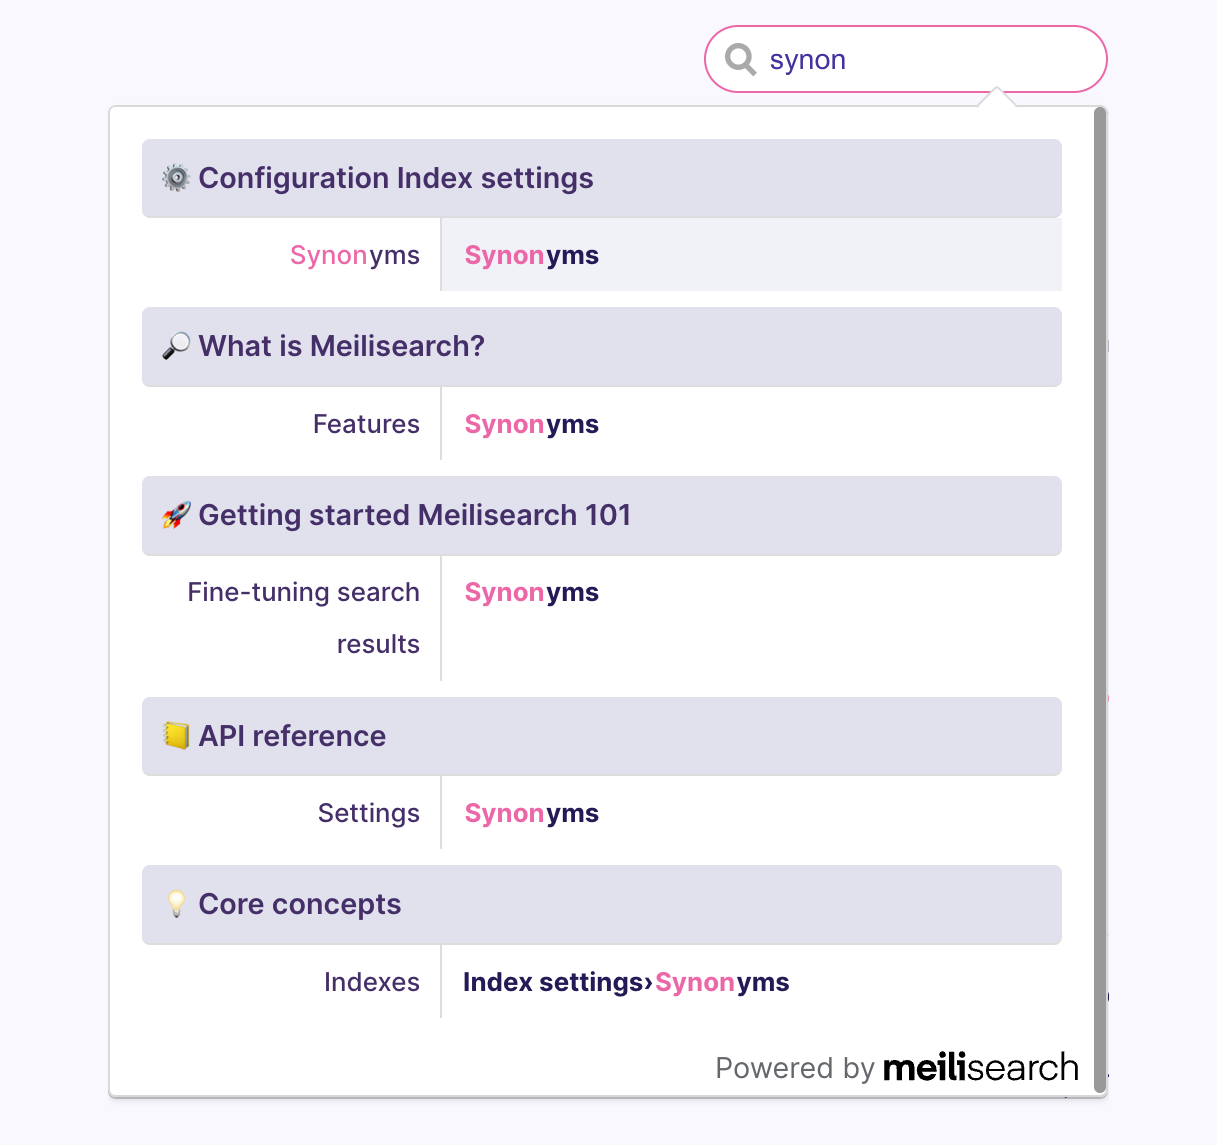 synon
Configuration Index settings
Synonyms Synonyms
What is Meilisearch?
Features Synonyms
Getting started Meilisearch 101
Fine-tuning search Synonyms
results
API reference
Settings Synonyms
Core concepts
Indexes Index settings›Synonyms
Powered by meilisearch